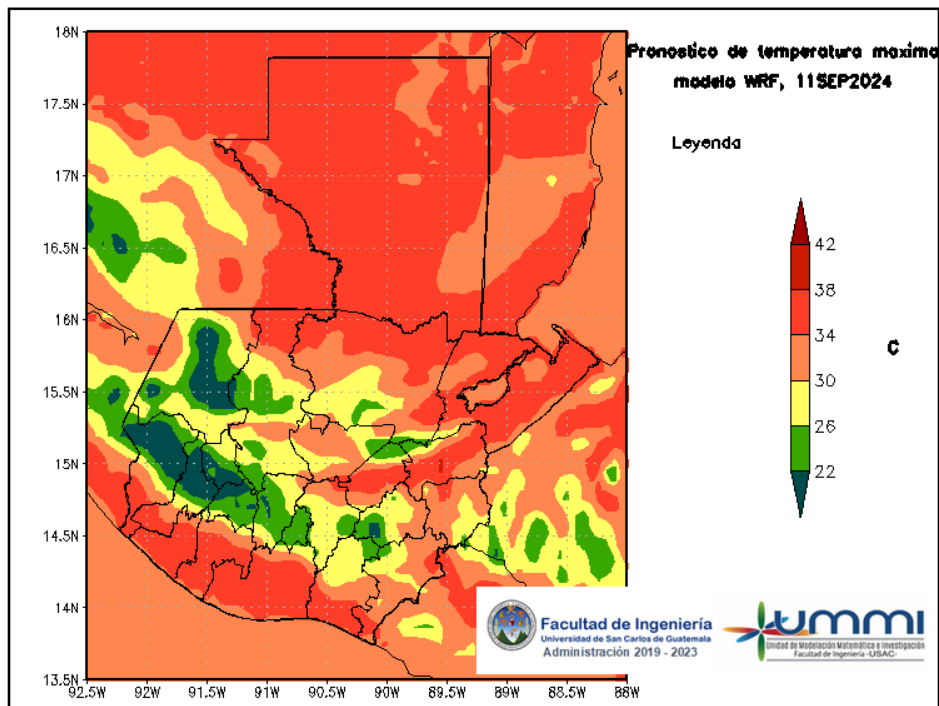 Pronostico de temperatura maxima
modelo WRF, 11SEP2024
Leyenda
42
38
34
30
26
22
C
18N
17.5N
17N
16.5N
16N
15.5N
15N
14.5N
14N
13.5N
92.5W 92W 91.5W 91W 90.5W 90W 89.5W 89W 88.5W 88W
Facultad de Ingeniería
Universidad de San Carlos de Guatemala
Administración 2019 - 2023
UMMI
Unidad de Modelación Matemática e Investigación
Facultad de Ingeniería -USAC-